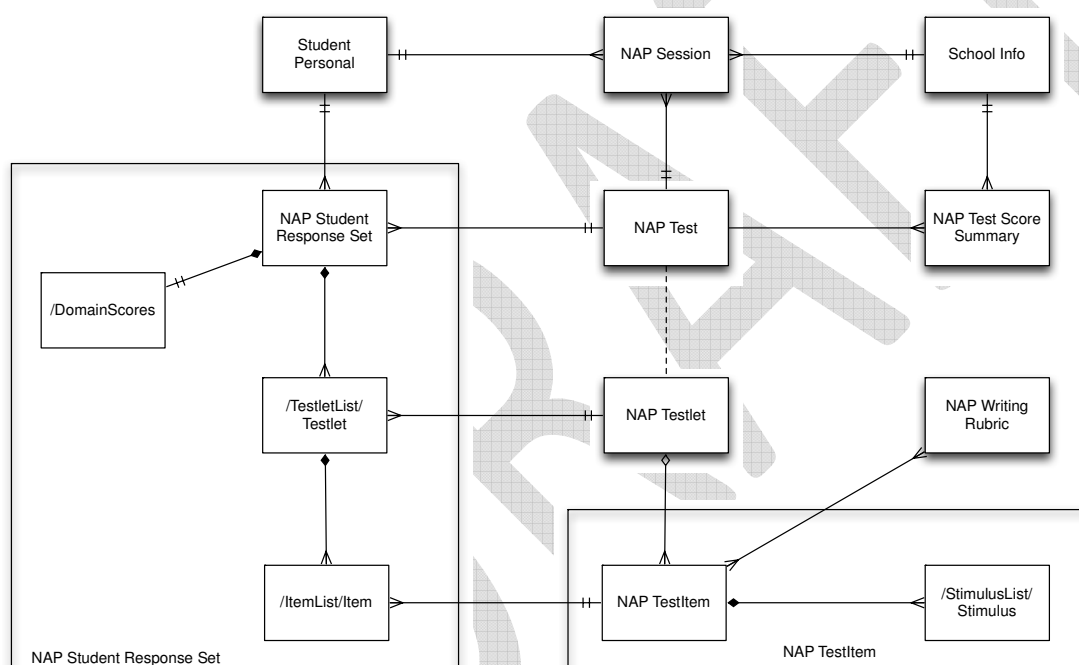 Student
Personal
NAP Session
School Info
NAP Student
Response Set
NAP Test
NAP Test Score
Summary
/DomainScores
/TestletList/
Testlet
NAP Testlet
NAP Writing
Rubric
/ItemList/Item
NAP TestItem
/StimulusList/
Stimulus
NAP Student Response Set
NAP TestItem